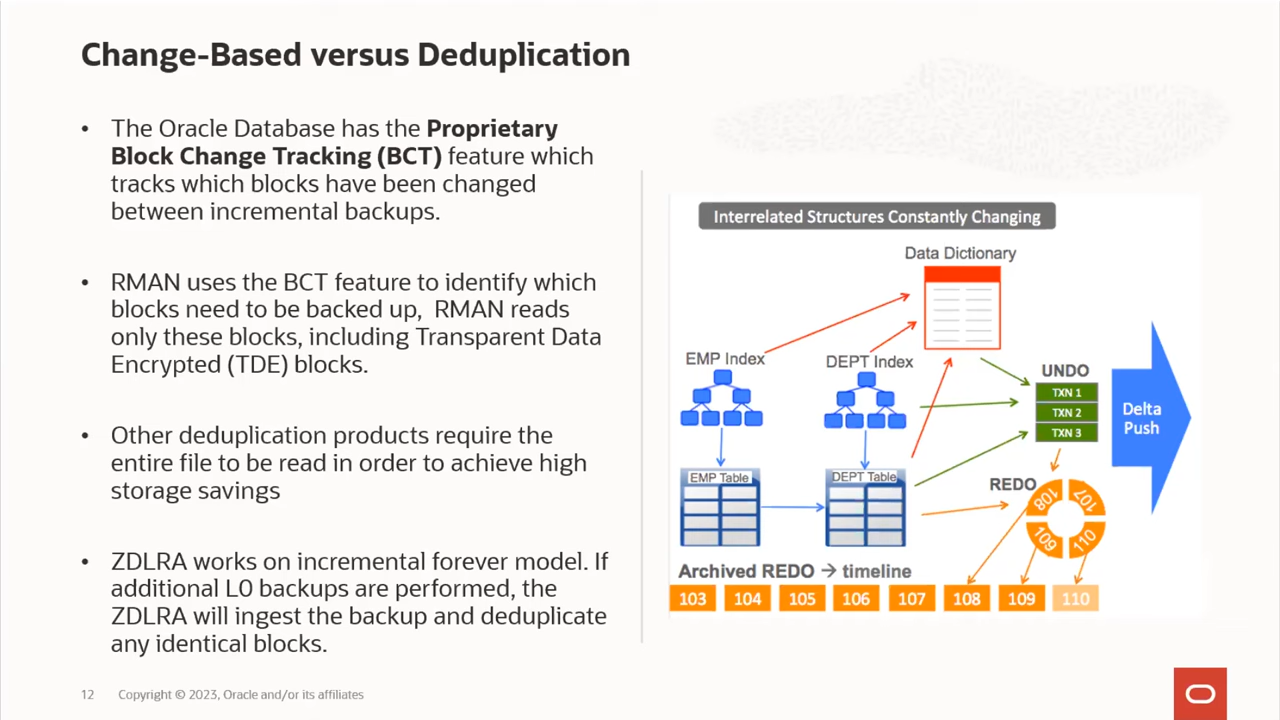 Change-Based versus Deduplication
• The Oracle Database has the Proprietary
Block Change Tracking (BCT) feature which
tracks which blocks have been changed
between incremental backups.
• RMAN uses the BCT feature to identify which
blocks need to be backed up, RMAN reads
only these blocks, including Transparent Data
Encrypted (TDE) blocks.
• Other deduplication products require the
entire file to be read in order to achieve high
storage savings
• ZDLRA works on incremental forever model. If
additional L0 backups are performed, the
ZDLRA will ingest the backup and deduplicate
any identical blocks.
Interrelated Structures Constantly Changing
Data Dictionary
EMP Index
DEPT Index
UNDO
TXN 1
TXN 2
TXN 3
Delta
Push
EMP Table
DEPT Table
REDO
108
107
109
110
Archived REDO → timeline
103 104 105 106 107 108 109 110
12 Copyright © 2023, Oracle and/or its affiliates